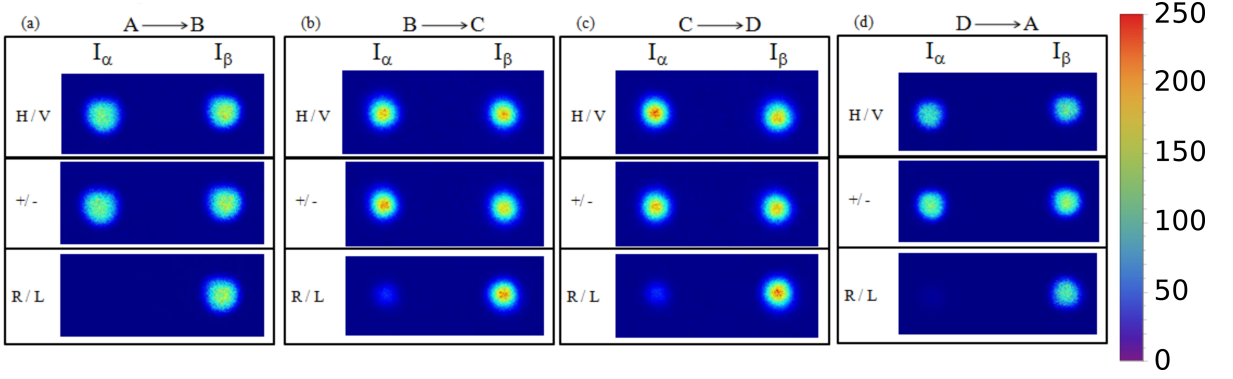 (a) A ⟶ B
Iα Iβ
H / V
+/ -
R / L
(b) B ⟶ C
Iα Iβ
H / V
+/ -
R / L
(c) C ⟶ D
Iα Iβ
H / V
+/ -
R / L
(d) D ⟶ A
Iα Iβ
H / V
+/ -
R / L
250
200
150
100
50
0